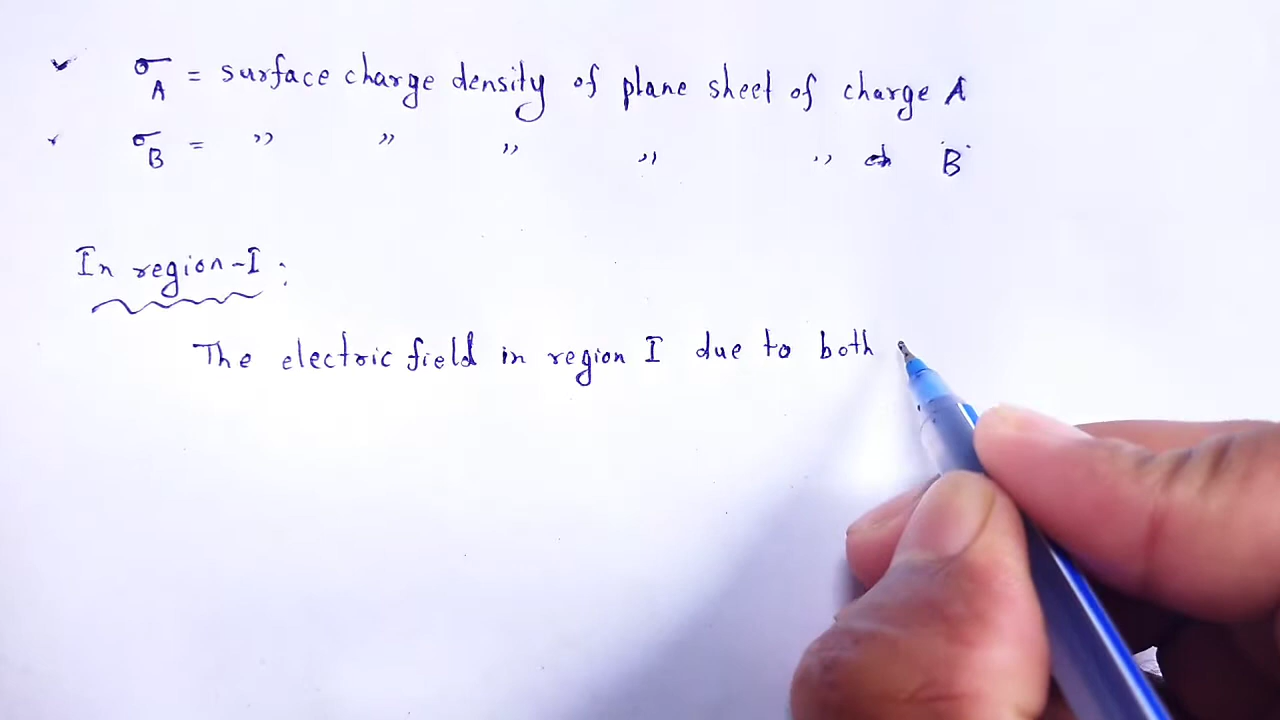 σA = surface charge density of plane sheet of charge A
σB = ,, ,, ,, ,, ,, B
In region-I :
The electric field in region I due to both